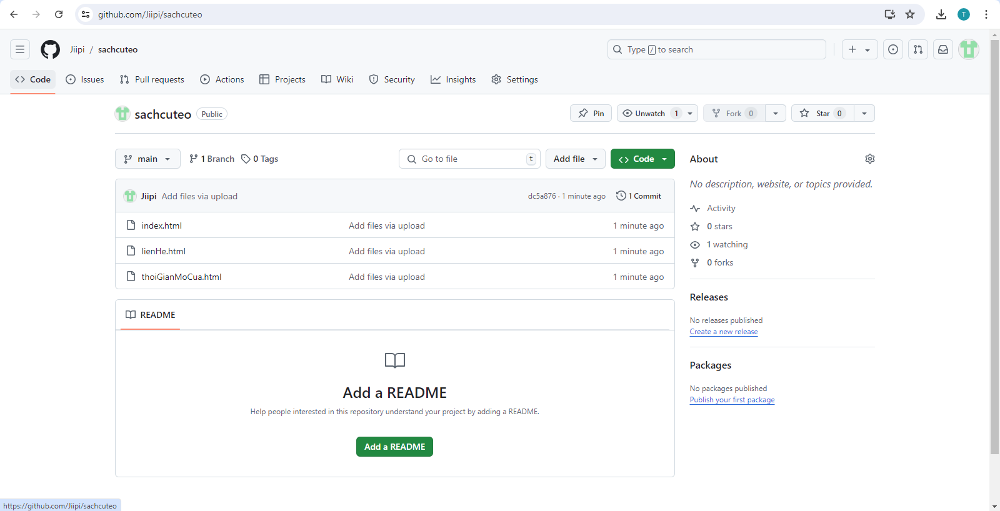 github.com/Jiipi/sachcuteo
T
Jiipi / sachcuteo
Type / to search
Code Issues Pull requests Actions Projects Wiki Security Insights Settings
sachcuteo Public
Pin Unwatch 1 Fork 0 Star 0
main 1 Branch 0 Tags Go to file t Add file Code
Jiipi Add files via upload dc5a876 · 1 minute ago 1 Commit
index.html Add files via upload 1 minute ago
lienHe.html Add files via upload 1 minute ago
thoiGianMoCua.html Add files via upload 1 minute ago
README
Add a README
Help people interested in this repository understand your project by adding a README.
Add a README
About
No description, website, or topics provided.
Activity
0 stars
1 watching
0 forks
Releases
No releases published
Create a new release
Packages
No packages published
Publish your first package
https://github.com/Jiipi/sachcuteo